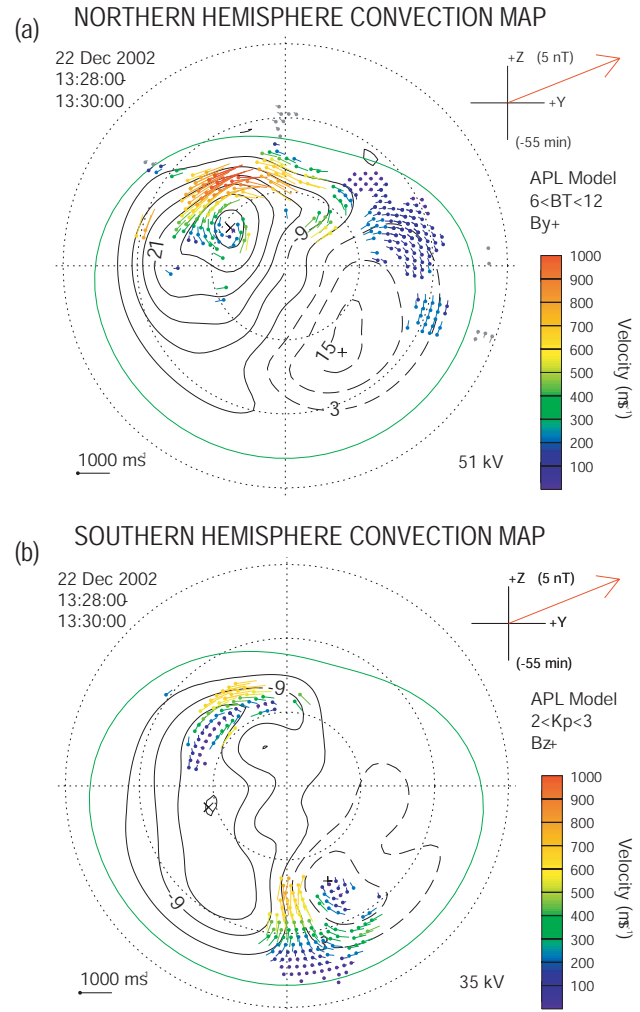 NORTHERN HEMISPHERE CONVECTION MAP
(a)
22 Dec 2002
13:28:00-
13:30:00
+Z (5 nT)
+Y
(-55 min)
APL Model
6<BT<12
By+
21
-9
15
-3
1000
900
800
700
600
500
400
300
200
100
Velocity (ms⁻¹)
1000 ms⁻¹
51 kV
SOUTHERN HEMISPHERE CONVECTION MAP
(b)
22 Dec 2002
13:28:00-
13:30:00
+Z (5 nT)
+Y
(-55 min)
APL Model
2<Kp<3
Bz+
-9
-9
1000
900
800
700
600
500
400
300
200
100
Velocity (ms⁻¹)
1000 ms⁻¹
35 kV